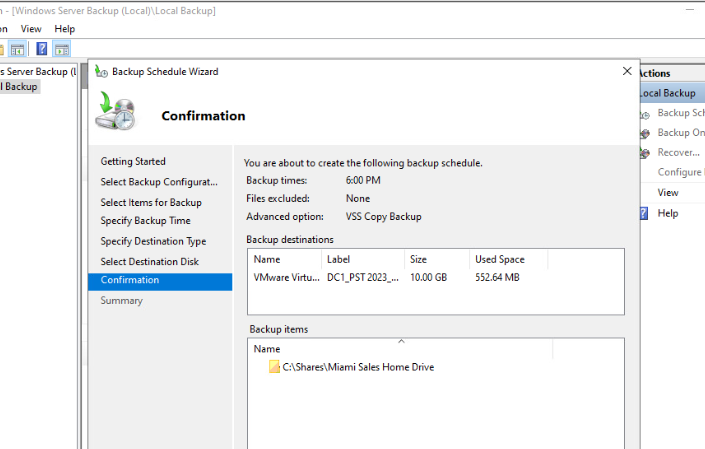 n - [Windows Server Backup (Local)\Local Backup]
on View Help
s Server Backup (L
l Backup
Backup Schedule Wizard
Confirmation
Getting Started
Select Backup Configurat...
Select Items for Backup
Specify Backup Time
Specify Destination Type
Select Destination Disk
Confirmation
Summary
You are about to create the following backup schedule.
Backup times: 6:00 PM
Files excluded: None
Advanced option: VSS Copy Backup
Backup destinations
Name Label Size Used Space
VMware Virtu... DC1_PST 2023_... 10.00 GB 552.64 MB
Backup items
Name
C:\Shares\Miami Sales Home Drive
Actions
Local Backup
Backup Sch
Backup On
Recover...
Configure
View
Help